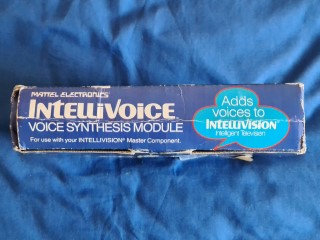 MATTEL ELECTRONICS®
INTELLIVOICE
VOICE SYNTHESIS MODULE
For use with your INTELLIVISION® Master Component.
Adds
voices to
INTELLIVISION
Intelligent Television